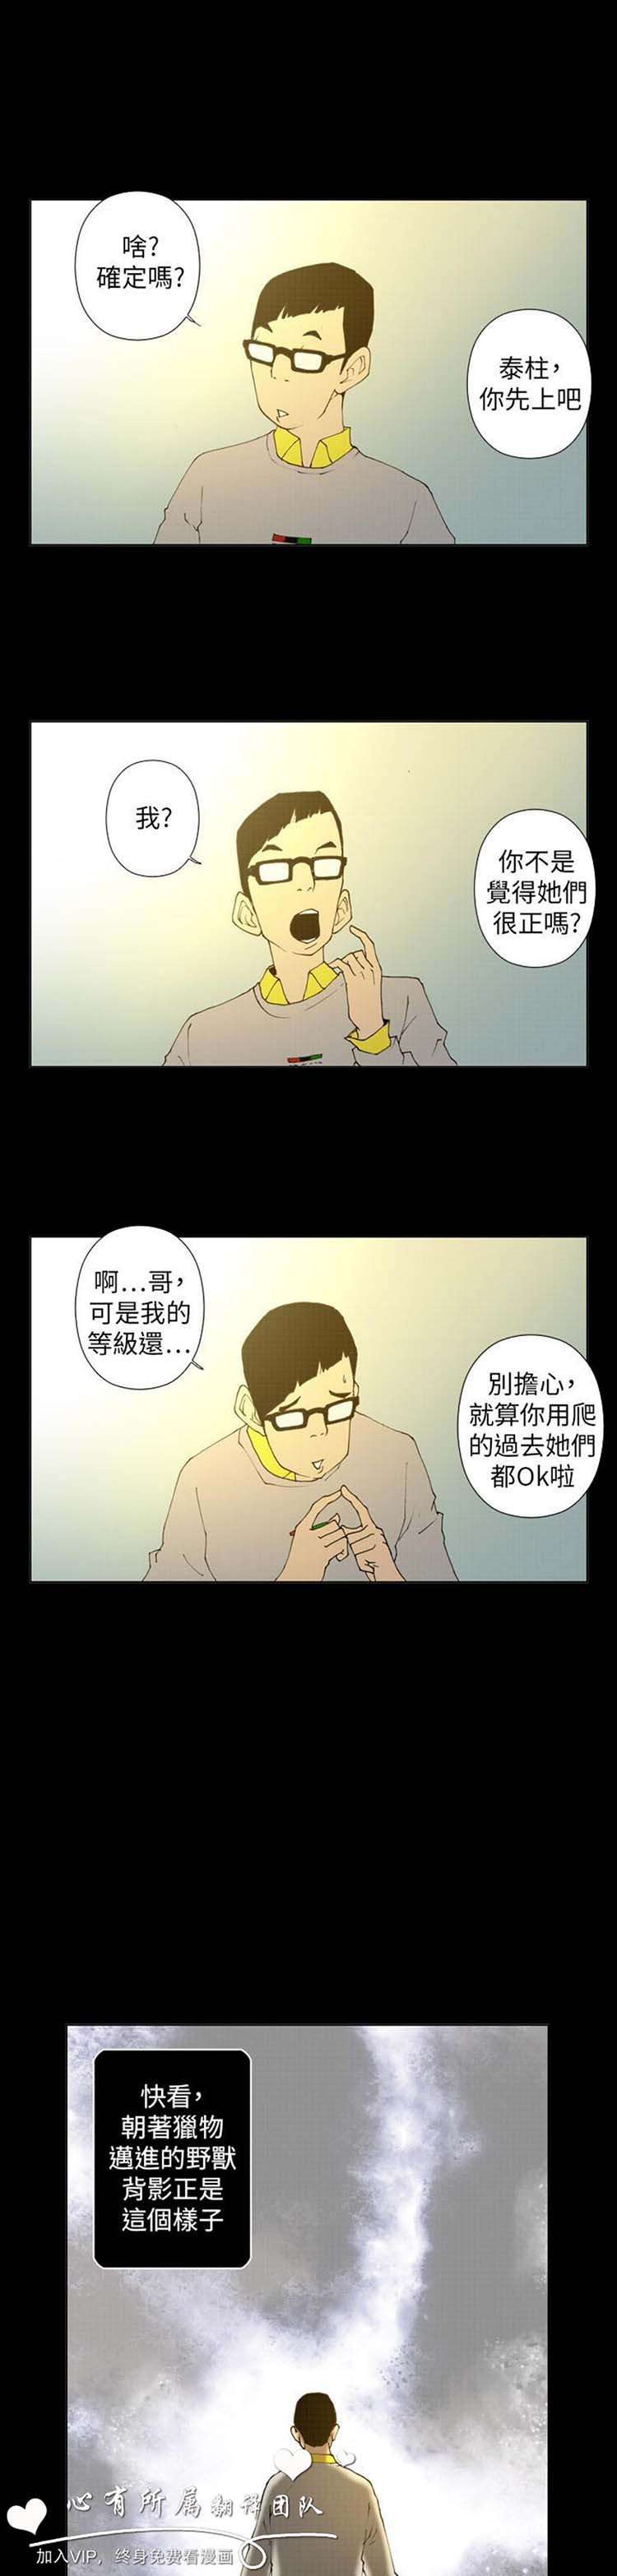 啥?
確定嗎?
泰柱,
你先上吧
我?
你不是
覺得她們
很正嗎?
啊...哥,
可是我的
等級還...
別擔心,
就算你用爬
的過去她們
都Ok啦
快看,
朝著獵物
邁進的野獸
背影正是
這個樣子
心有所属翻译团队
加入VIP，终身免费看漫画